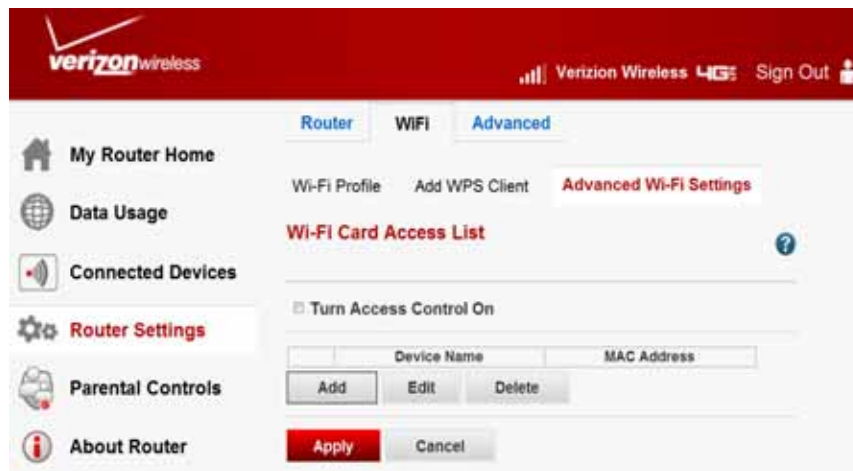 verizonwireless
Verizion Wireless 4G LTE Sign Out
Router WiFi Advanced
My Router Home
Data Usage
Connected Devices
Router Settings
Parental Controls
About Router
Wi-Fi Profile Add WPS Client Advanced Wi-Fi Settings
Wi-Fi Card Access List
?
Turn Access Control On
Device Name MAC Address
Add Edit Delete
Apply Cancel